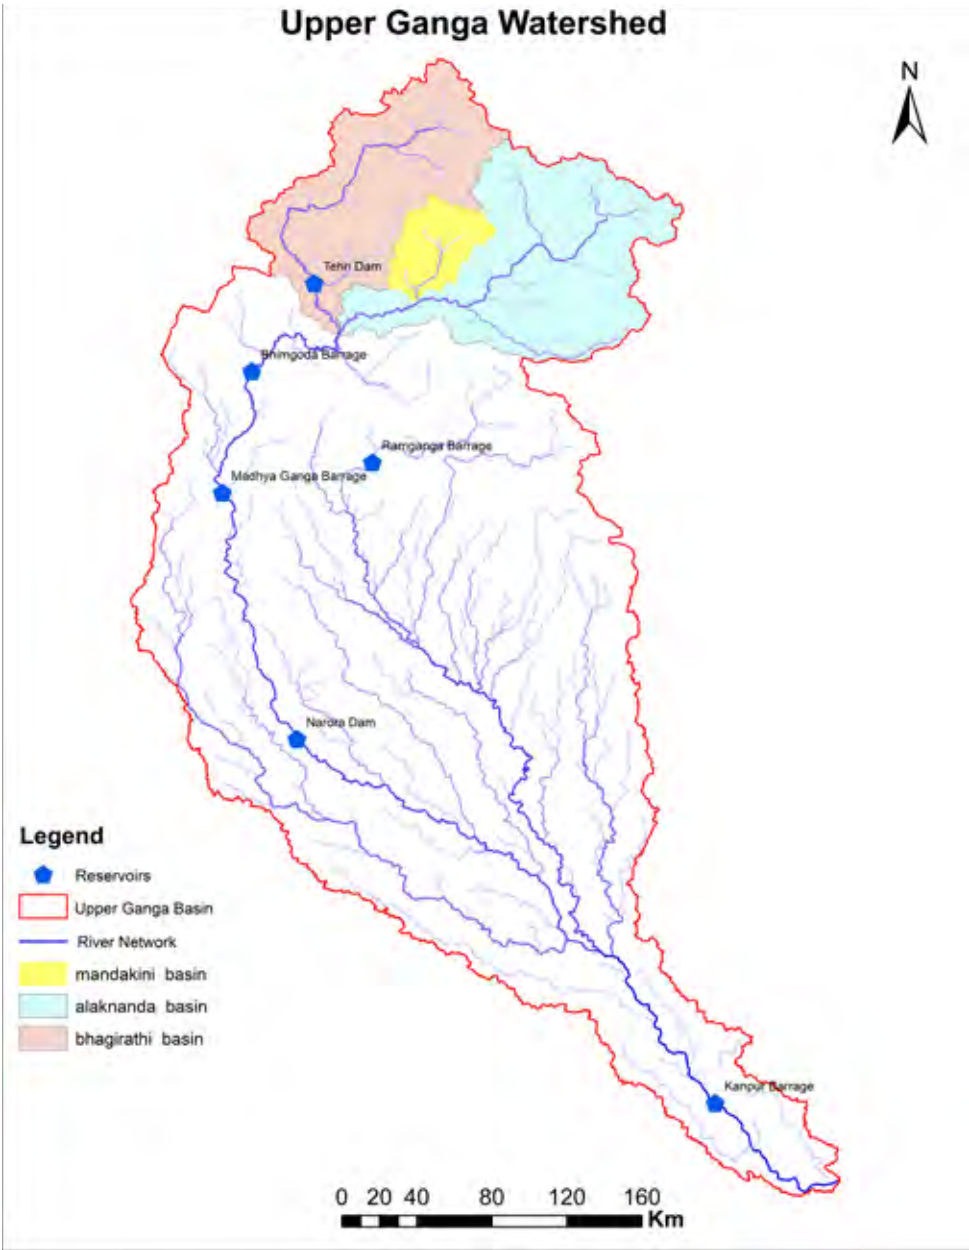 Upper Ganga Watershed
N
Tehri Dam
Bhimgoda Barrage
Ramganga Barrage
Madhya Ganga Barrage
Narora Dam
Legend
Reservoirs
Upper Ganga Basin
River Network
mandakini basin
alaknanda basin
bhagirathi basin
Kanpur Barrage
0 20 40 80 120 160
Km